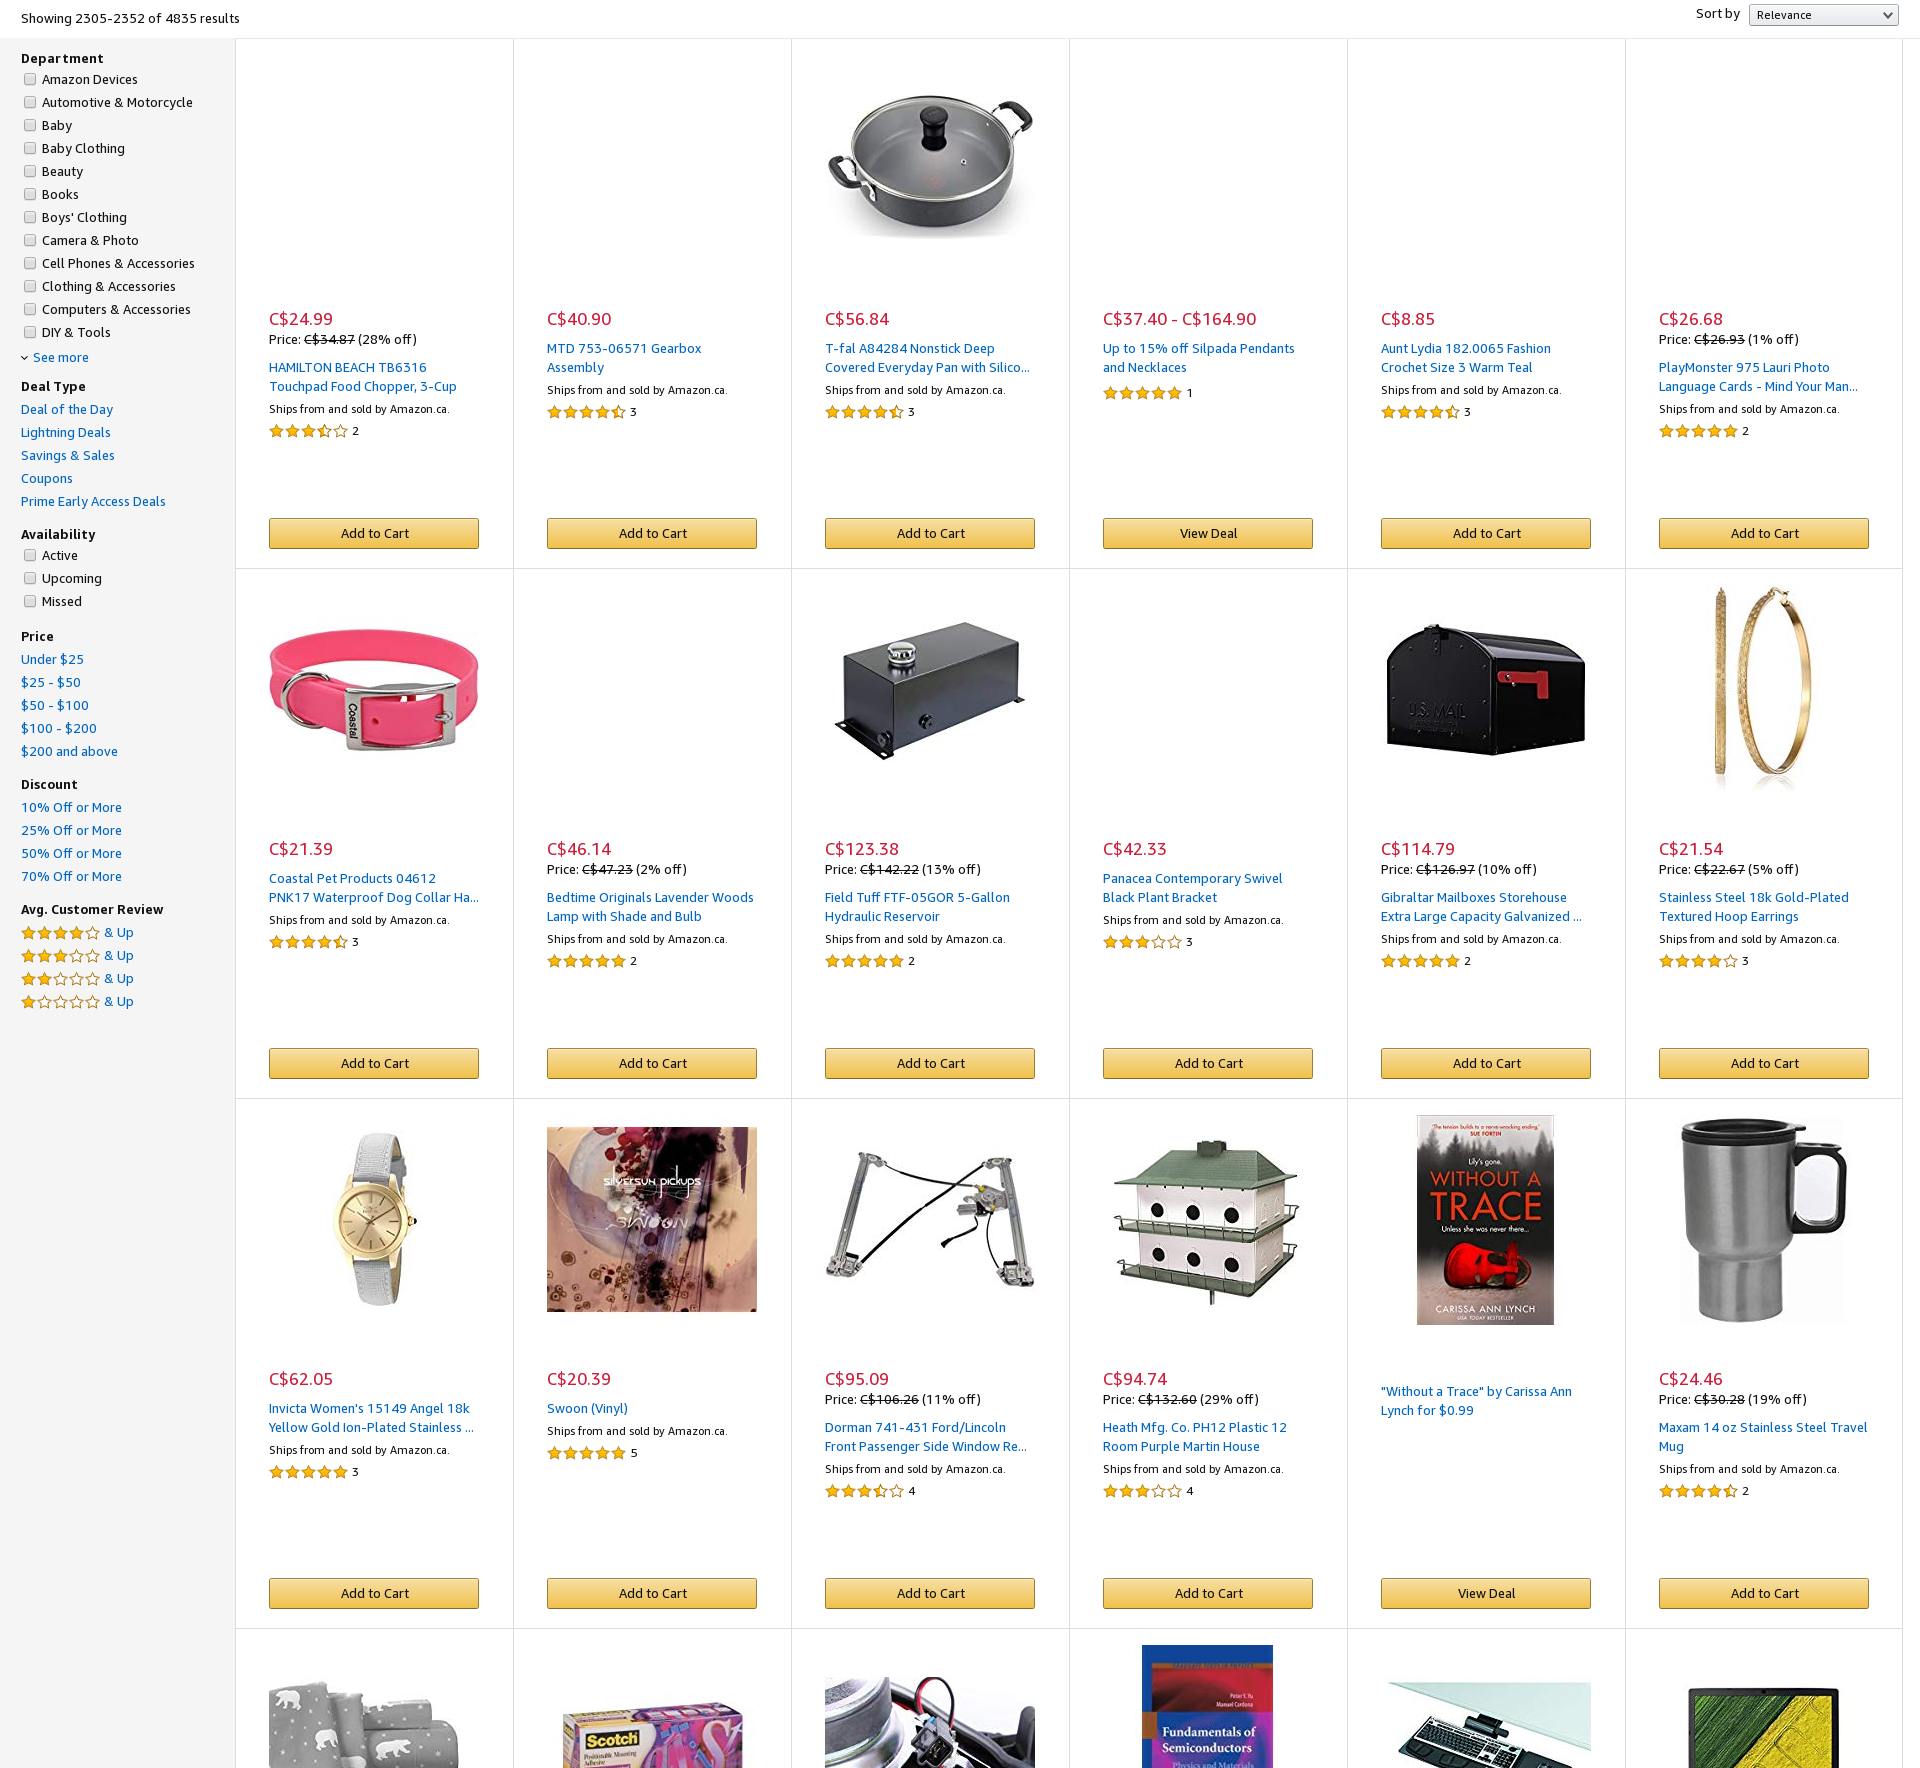 Showing 2305-2352 of 4835 results
Sort by Relevance
Department
Amazon Devices
Automotive & Motorcycle
Baby
Baby Clothing
Beauty
Books
Boys' Clothing
Camera & Photo
Cell Phones & Accessories
Clothing & Accessories
Computers & Accessories
DIY & Tools
See more
Deal Type
Deal of the Day
Lightning Deals
Savings & Sales
Coupons
Prime Early Access Deals
Availability
Active
Upcoming
Missed
Price
Under $25
$25 - $50
$50 - $100
$100 - $200
$200 and above
Discount
10% Off or More
25% Off or More
50% Off or More
70% Off or More
Avg. Customer Review
& Up
& Up
& Up
& Up
C$24.99
Price: C$34.87 (28% off)
HAMILTON BEACH TB6316
Touchpad Food Chopper, 3-Cup
Ships from and sold by Amazon.ca.
2
Add to Cart
C$40.90
MTD 753-06571 Gearbox
Assembly
Ships from and sold by Amazon.ca.
3
Add to Cart
C$56.84
T-fal A84284 Nonstick Deep
Covered Everyday Pan with Silico...
Ships from and sold by Amazon.ca.
3
Add to Cart
C$37.40 - C$164.90
Up to 15% off Silpada Pendants
and Necklaces
1
View Deal
C$8.85
Aunt Lydia 182.0065 Fashion
Crochet Size 3 Warm Teal
Ships from and sold by Amazon.ca.
3
Add to Cart
C$26.68
Price: C$26.93 (1% off)
PlayMonster 975 Lauri Photo
Language Cards - Mind Your Man...
Ships from and sold by Amazon.ca.
2
Add to Cart
Coastal
C$21.39
Coastal Pet Products 04612
PNK17 Waterproof Dog Collar Ha...
Ships from and sold by Amazon.ca.
3
Add to Cart
C$46.14
Price: C$47.23 (2% off)
Bedtime Originals Lavender Woods
Lamp with Shade and Bulb
Ships from and sold by Amazon.ca.
2
Add to Cart
C$123.38
Price: C$142.22 (13% off)
Field Tuff FTF-05GOR 5-Gallon
Hydraulic Reservoir
Ships from and sold by Amazon.ca.
2
Add to Cart
C$42.33
Panacea Contemporary Swivel
Black Plant Bracket
Ships from and sold by Amazon.ca.
3
Add to Cart
U.S. MAIL
C$114.79
Price: C$126.97 (10% off)
Gibraltar Mailboxes Storehouse
Extra Large Capacity Galvanized ...
Ships from and sold by Amazon.ca.
2
Add to Cart
C$21.54
Price: C$22.67 (5% off)
Stainless Steel 18k Gold-Plated
Textured Hoop Earrings
Ships from and sold by Amazon.ca.
3
Add to Cart
C$62.05
Invicta Women's 15149 Angel 18k
Yellow Gold Ion-Plated Stainless ...
Ships from and sold by Amazon.ca.
3
Add to Cart
silversun pickups
SWOON
C$20.39
Swoon (Vinyl)
Ships from and sold by Amazon.ca.
5
Add to Cart
C$95.09
Price: C$106.26 (11% off)
Dorman 741-431 Ford/Lincoln
Front Passenger Side Window Re...
Ships from and sold by Amazon.ca.
4
Add to Cart
C$94.74
Price: C$132.60 (29% off)
Heath Mfg. Co. PH12 Plastic 12
Room Purple Martin House
Ships from and sold by Amazon.ca.
4
Add to Cart
'The tension builds to a nerve-wracking ending.'
SUE FORTIN
Lily's gone.
WITHOUT A
TRACE
Unless she was never there...
CARISSA ANN LYNCH
USA TODAY BESTSELLER
"Without a Trace" by Carissa Ann
Lynch for $0.99
View Deal
C$24.46
Price: C$30.28 (19% off)
Maxam 14 oz Stainless Steel Travel
Mug
Ships from and sold by Amazon.ca.
2
Add to Cart
Scotch
Positionable Mounting
Adhesive
Peter Y. Yu
Manuel Cardona
Fundamentals of
Semiconductors
Physics and Materials